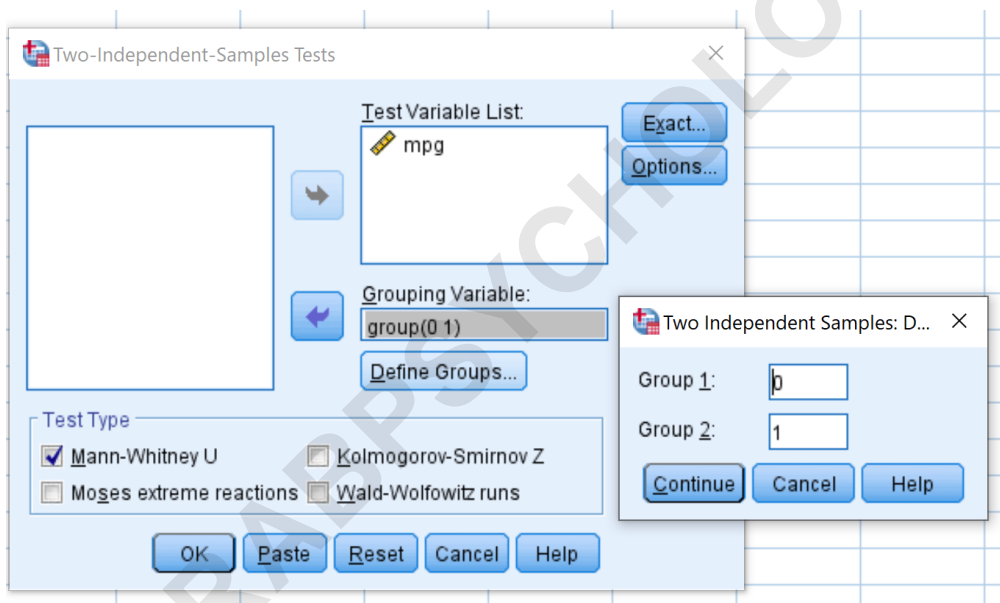 Two-Independent-Samples Tests
Test Variable List:
mpg
Exact...
Options...
Grouping Variable:
group(0 1)
Define Groups...
Test Type
Mann-Whitney U
Kolmogorov-Smirnov Z
Moses extreme reactions
Wald-Wolfowitz runs
OK
Paste
Reset
Cancel
Help
Two Independent Samples: D...
Group 1:
0
Group 2:
1
Continue
Cancel
Help
RABPSYCHOLO